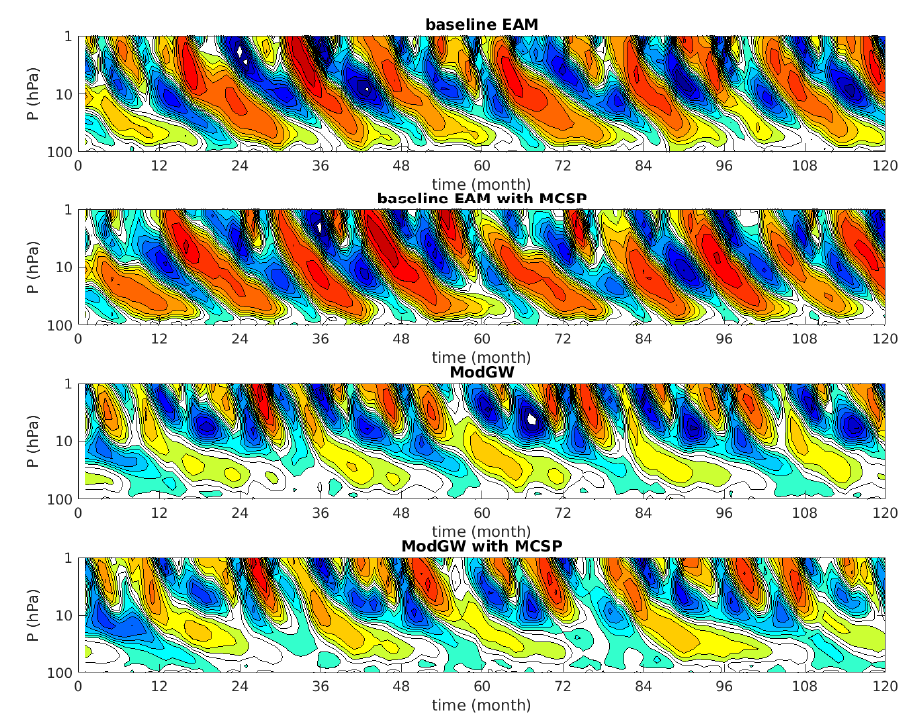 baseline EAM
P (hPa)
1
10
100
0 12 24 36 48 60 72 84 96 108 120
time (month)
baseline EAM with MCSP
P (hPa)
1
10
100
0 12 24 36 48 60 72 84 96 108 120
time (month)
ModGW
P (hPa)
1
10
100
0 12 24 36 48 60 72 84 96 108 120
time (month)
ModGW with MCSP
P (hPa)
1
10
100
0 12 24 36 48 60 72 84 96 108 120
time (month)